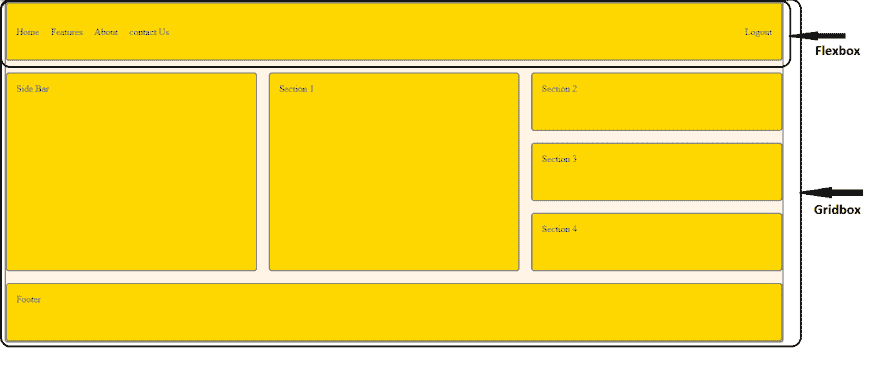 Home Features About contact Us Logout
Flexbox
Side Bar Section 1 Section 2
Section 3
Gridbox
Section 4
Footer